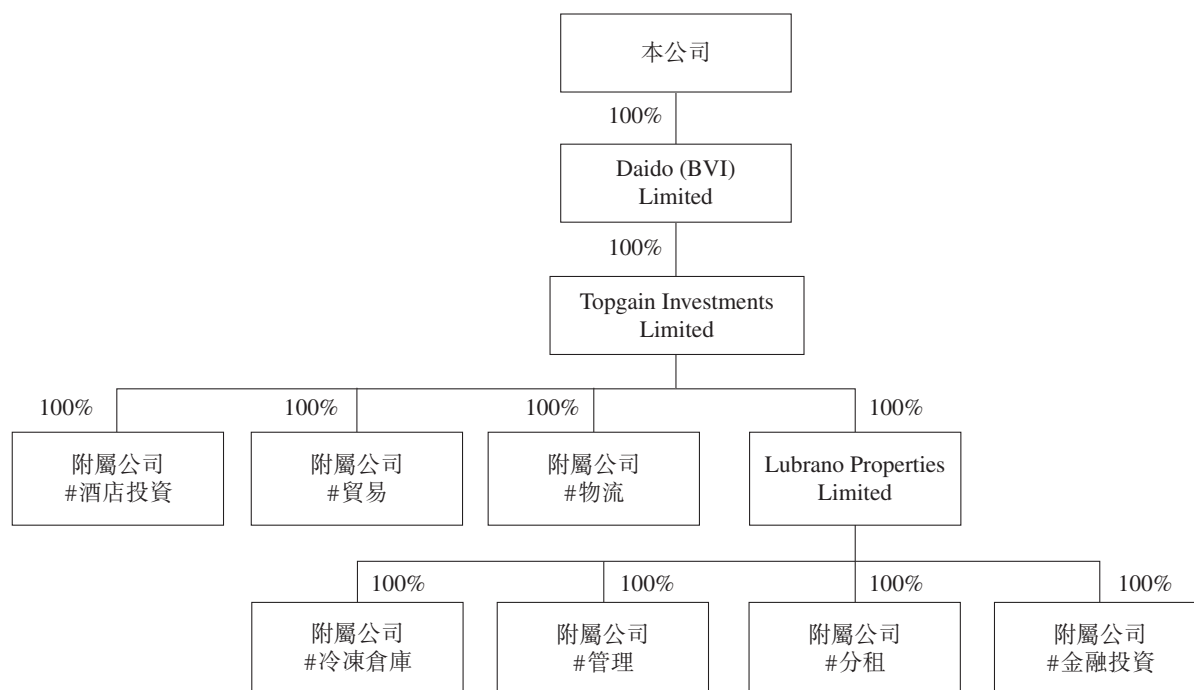 本公司
100%
Daido (BVI)
Limited
100%
Topgain Investments
Limited
100%
100%
100%
100%
附屬公司
#酒店投資
附屬公司
#貿易
附屬公司
#物流
Lubrano Properties
Limited
100%
100%
100%
100%
附屬公司
#冷凍倉庫
附屬公司
#管理
附屬公司
#分租
附屬公司
#金融投資